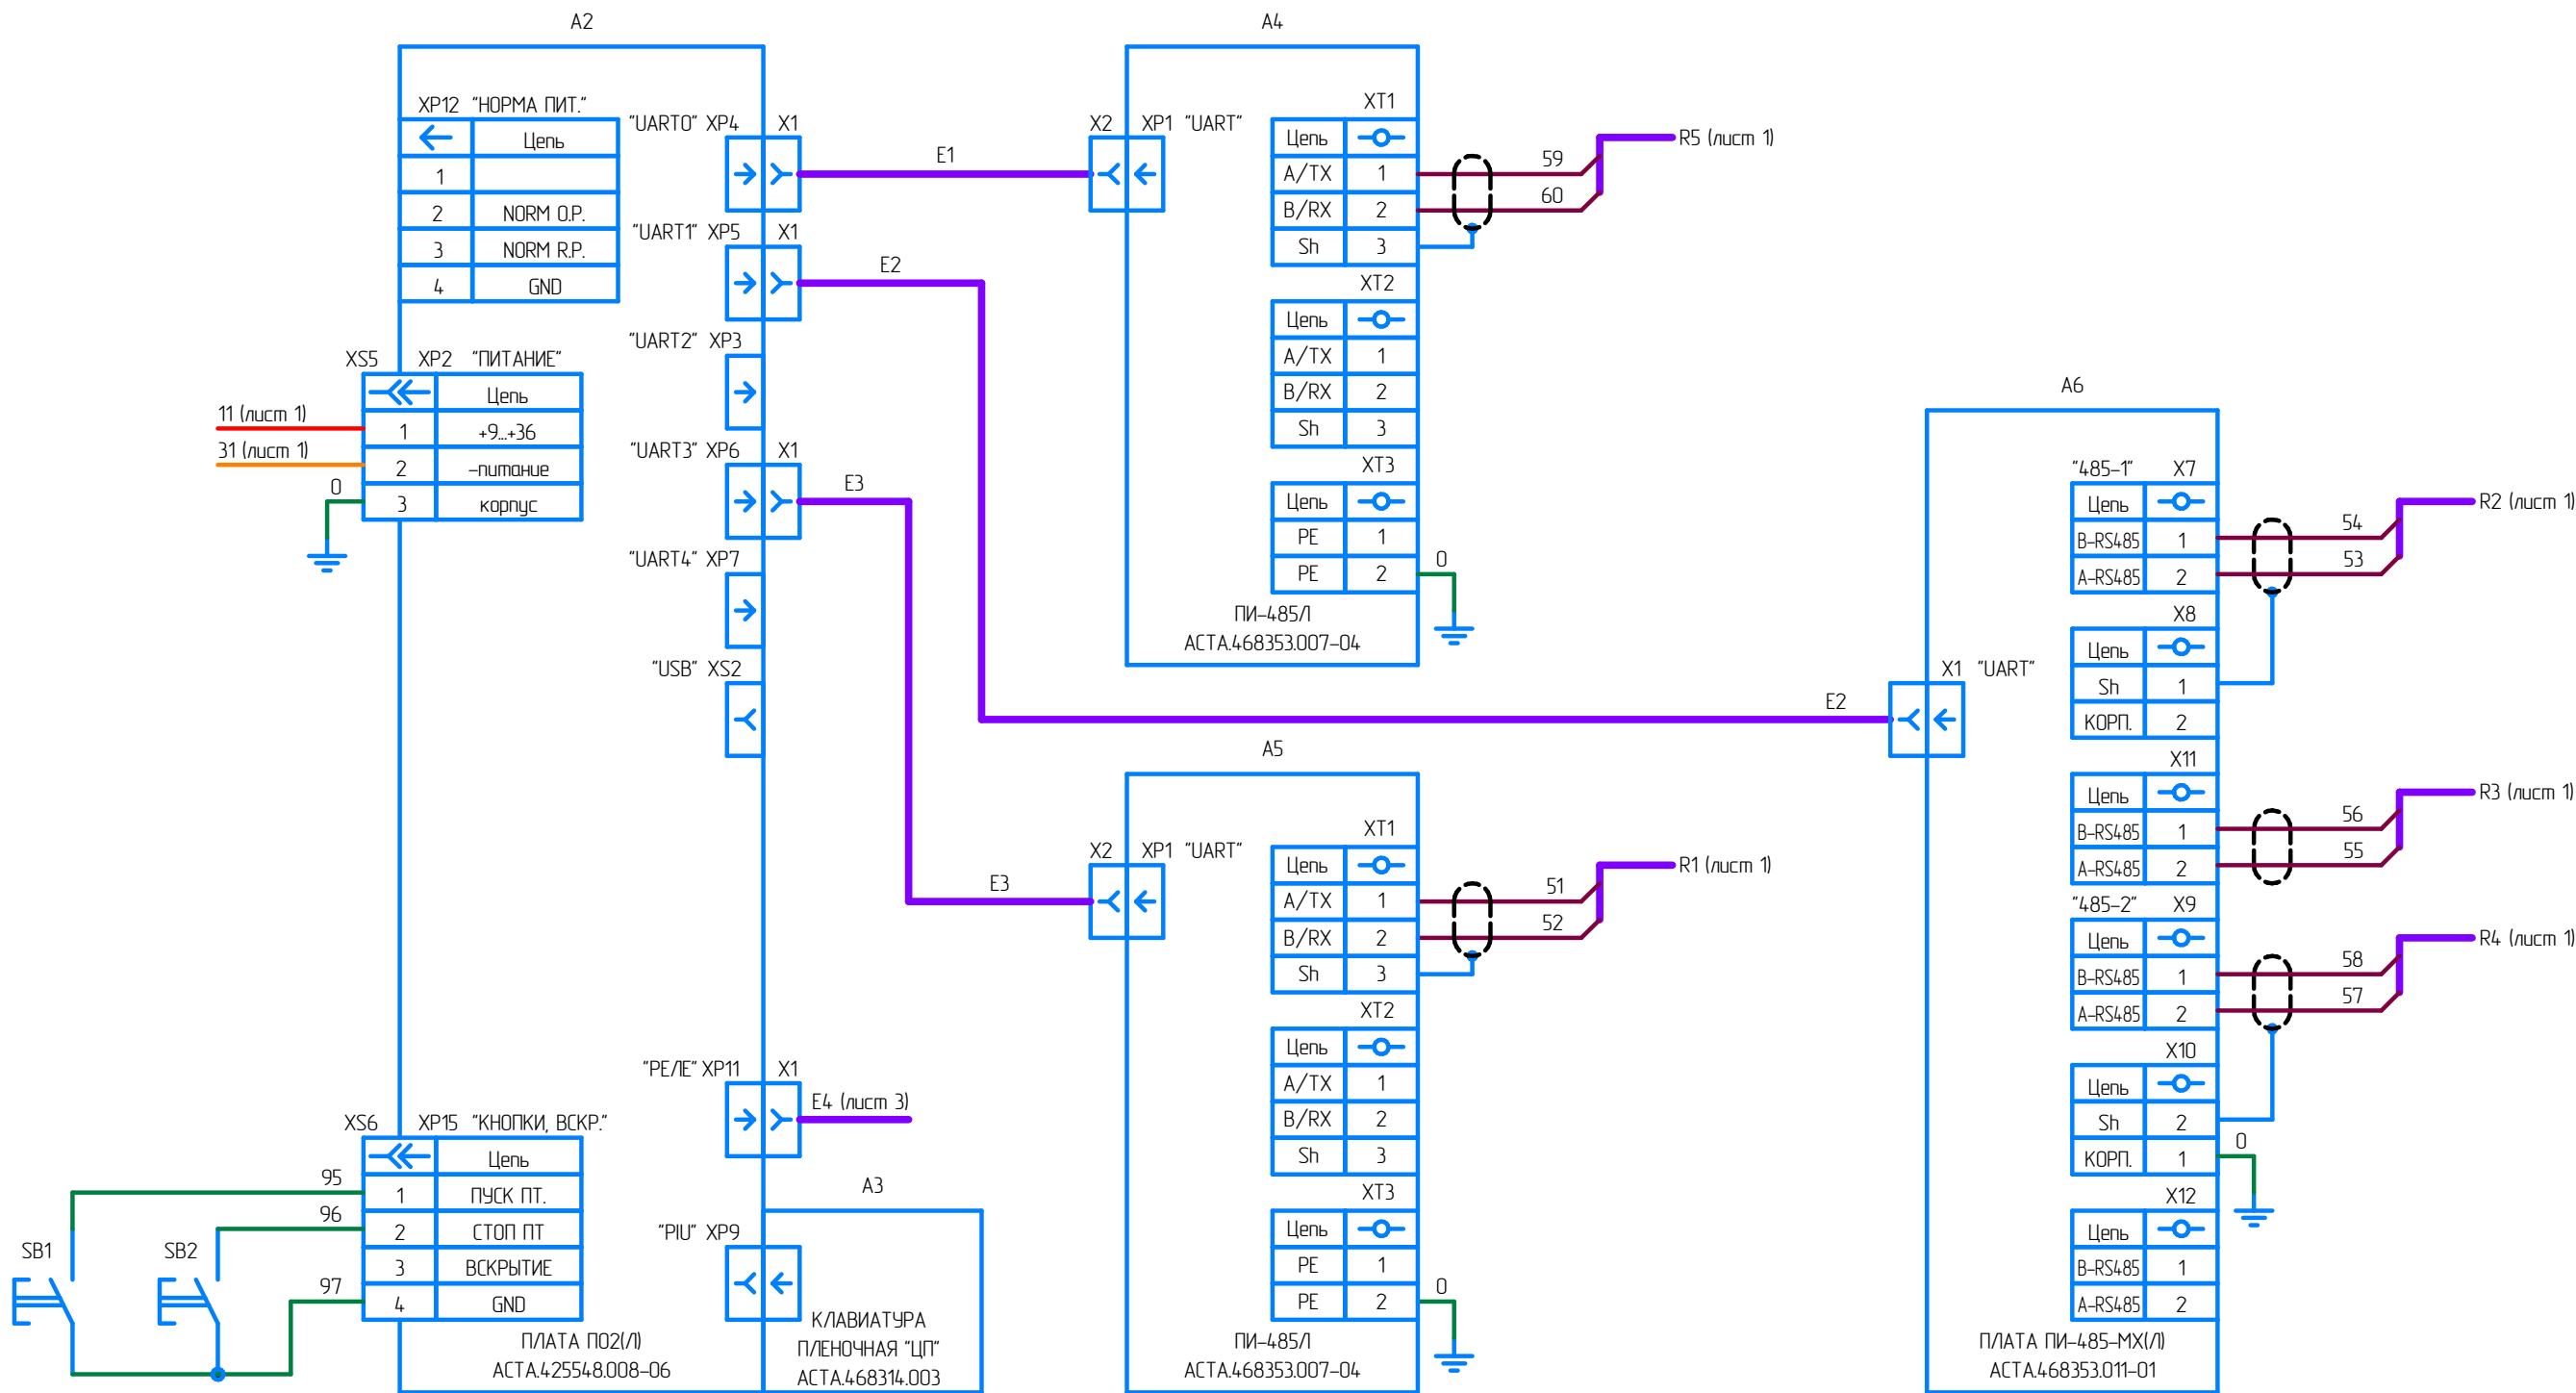 A2
XP12 "НОРМА ПИТ."
Цепь
1
2 NORM O.P.
3 NORM R.P.
4 GND
XS5 XP2 "ПИТАНИЕ"
Цепь
11 (лист 1)
1 +9...+36
31 (лист 1)
2 -питание
0
3 корпус
"UART0" XP4 X1
E1
"UART1" XP5 X1
E2
"UART2" XP3
"UART3" XP6 X1
E3
"UART4" XP7
"USB" XS2
"РЕЛЕ" XP11 X1
E4 (лист 3)
XS6 XP15 "КНОПКИ, ВСКР."
Цепь
95
1 ПУСК ПТ.
96
2 СТОП ПТ
3 ВСКРЫТИЕ
97
4 GND
SB1
SB2
"PIU" XP9
ПЛАТА ПО2(Л)
АСТА.425548.008-06
A3
КЛАВИАТУРА
ПЛЕНОЧНАЯ "ЦП"
АСТА.468314.003
A4
X2 XP1 "UART"
XT1
Цепь
A/TX 1
59
B/RX 2
60
Sh 3
R5 (лист 1)
XT2
Цепь
A/TX 1
B/RX 2
Sh 3
XT3
Цепь
PE 1
PE 2
0
ПИ-485Л
АСТА.468353.007-04
A5
E3
X2 XP1 "UART"
XT1
Цепь
A/TX 1
51
B/RX 2
52
Sh 3
R1 (лист 1)
XT2
Цепь
A/TX 1
B/RX 2
Sh 3
XT3
Цепь
PE 1
PE 2
0
ПИ-485Л
АСТА.468353.007-04
A6
E2
X1 "UART"
"485-1" X7
Цепь
B-RS485 1
54
A-RS485 2
53
R2 (лист 1)
X8
Цепь
Sh 1
КОРП. 2
X11
Цепь
B-RS485 1
56
A-RS485 2
55
R3 (лист 1)
"485-2" X9
Цепь
B-RS485 1
58
A-RS485 2
57
R4 (лист 1)
X10
Цепь
Sh 2
КОРП. 1
0
X12
Цепь
B-RS485 1
A-RS485 2
ПЛАТА ПИ-485-МХ(Л)
АСТА.468353.011-01